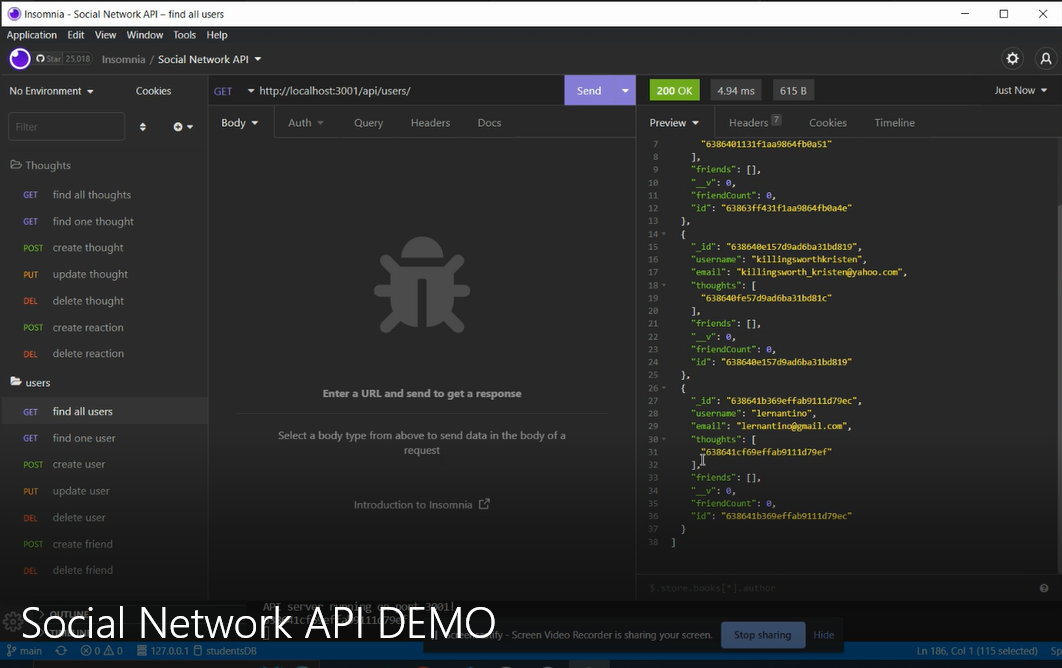 Insomnia - Social Network API – find all users
Application Edit View Window Tools Help
Star 25,018 Insomnia / Social Network API
No Environment Cookies
GET http://localhost:3001/api/users/ Send
200 OK 4.94 ms 615 B Just Now
Filter
Body Auth Query Headers Docs
Preview Headers 7 Cookies Timeline
Thoughts
GET find all thoughts
GET find one thought
POST create thought
PUT update thought
DEL delete thought
POST create reaction
DEL delete reaction
users
GET find all users
GET find one user
POST create user
PUT update user
DEL delete user
POST create friend
DEL delete friend
Enter a URL and send to get a response
Select a body type from above to send data in the body of a
request
Introduction to Insomnia
7 "6386401131f1aa9864fb0a51"
8 ],
9 "friends": [],
10 "__v": 0,
11 "friendCount": 0,
12 "id": "63863ff431f1aa9864fb0a4e"
13 },
14 {
15 "_id": "638640e157d9ad6ba31bd819",
16 "username": "killingsworthkristen",
17 "email": "killingsworth_kristen@yahoo.com",
18 "thoughts": [
19 "638640fe57d9ad6ba31bd81c"
20 ],
21 "friends": [],
22 "__v": 0,
23 "friendCount": 0,
24 "id": "638640e157d9ad6ba31bd819"
25 },
26 {
27 "_id": "638641b369effab9111d79ec",
28 "username": "lernantino",
29 "email": "lernantino@gmail.com",
30 "thoughts": [
31 "638641cf69effab9111d79ef"
32 ],
33 "friends": [],
34 "__v": 0,
35 "friendCount": 0,
36 "id": "638641b369effab9111d79ec"
37 }
38 ]
$.store.books[*].author
OUTLINE
API server running on port 3001!
Social Network API DEMO
- Screen Video Recorder is sharing your screen. Stop sharing Hide
main 0 0 127.0.0.1 studentsDB Ln 186, Col 1 (115 selected)